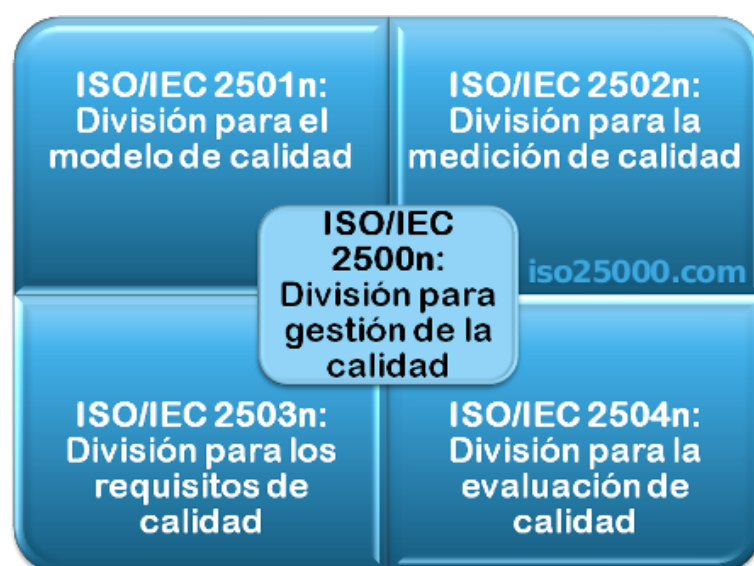 ISO/IEC 2501n:
División para el
modelo de calidad
ISO/IEC 2502n:
División para la
medición de calidad
ISO/IEC
2500n:
División para
gestión de la
calidad
iso25000.com
ISO/IEC 2503n:
División para los
requisitos de
calidad
ISO/IEC 2504n:
División para la
evaluación de
calidad